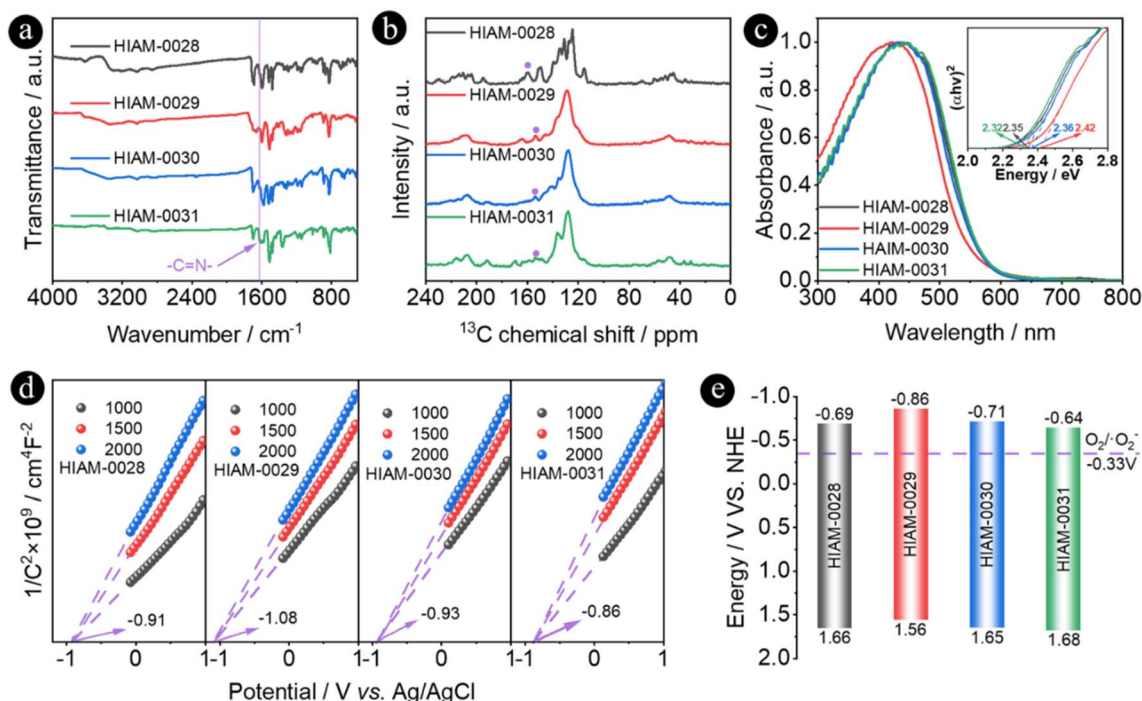 a
HIAM-0028
HIAM-0029
HIAM-0030
HIAM-0031
-C=N-
Transmittance / a.u.
4000 3200 2400 1600 800
Wavenumber / cm-1
b
HIAM-0028
HIAM-0029
HIAM-0030
HIAM-0031
Intensity / a.u.
240 200 160 120 80 40 0
13C chemical shift / ppm
c
1.0
0.8
0.6
0.4
0.2
0.0
Absorbance / a.u.
HIAM-0028
HIAM-0029
HAIM-0030
HIAM-0031
300 400 500 600 700 800
Wavelength / nm
(αhν)2
2.32 2.35 2.36 2.42
2.0 2.2 2.4 2.6 2.8
Energy / eV
d
1/C2×109 / cm4F-2
1000
1500
2000
HIAM-0028
-0.91
1000
1500
2000
HIAM-0029
-1.08
1000
1500
2000
HIAM-0030
-0.93
1000
1500
2000
HIAM-0031
-0.86
-1 0 1 -1 0 1 -1 0 1 -1 0 1
Potential / V vs. Ag/AgCl
e
-1.0
-0.5
0.0
0.5
1.0
1.5
2.0
Energy / V VS. NHE
-0.69 -0.86 -0.71 -0.64
HIAM-0028
HIAM-0029
HIAM-0030
HIAM-0031
1.66 1.56 1.65 1.68
O2/·O2-
-0.33V